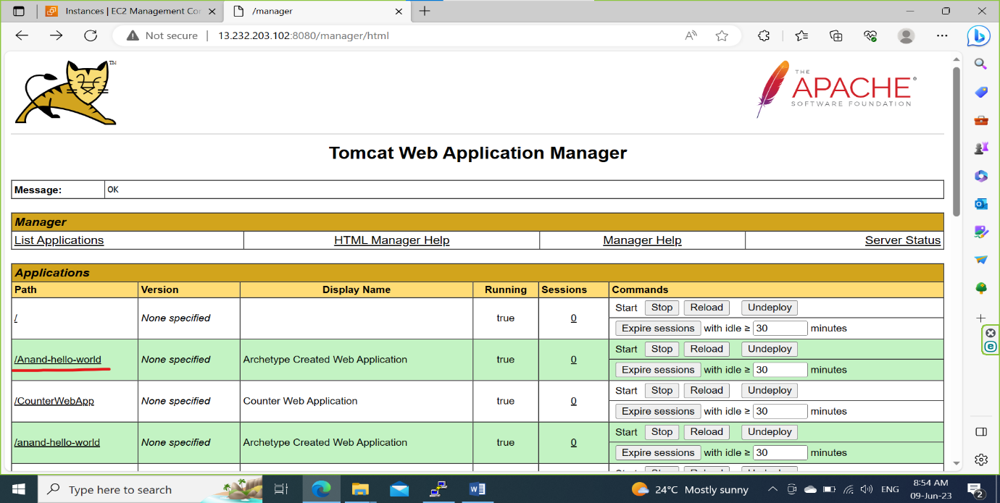 Instances | EC2 Management Con
/manager
Not secure | 13.232.203.102:8080/manager/html
TM
THE
APACHE®
SOFTWARE FOUNDATION
Tomcat Web Application Manager
Message: OK
Manager
List Applications HTML Manager Help Manager Help Server Status
Applications
Path Version Display Name Running Sessions Commands
/ None specified true 0 Start Stop Reload Undeploy
Expire sessions with idle ≥ 30 minutes
/Anand-hello-world None specified Archetype Created Web Application true 0 Start Stop Reload Undeploy
Expire sessions with idle ≥ 30 minutes
/CounterWebApp None specified Counter Web Application true 0 Start Stop Reload Undeploy
Expire sessions with idle ≥ 30 minutes
/anand-hello-world None specified Archetype Created Web Application true 0 Start Stop Reload Undeploy
Expire sessions with idle ≥ 30 minutes
Type here to search
24°C Mostly sunny
ENG
8:54 AM
09-Jun-23
2